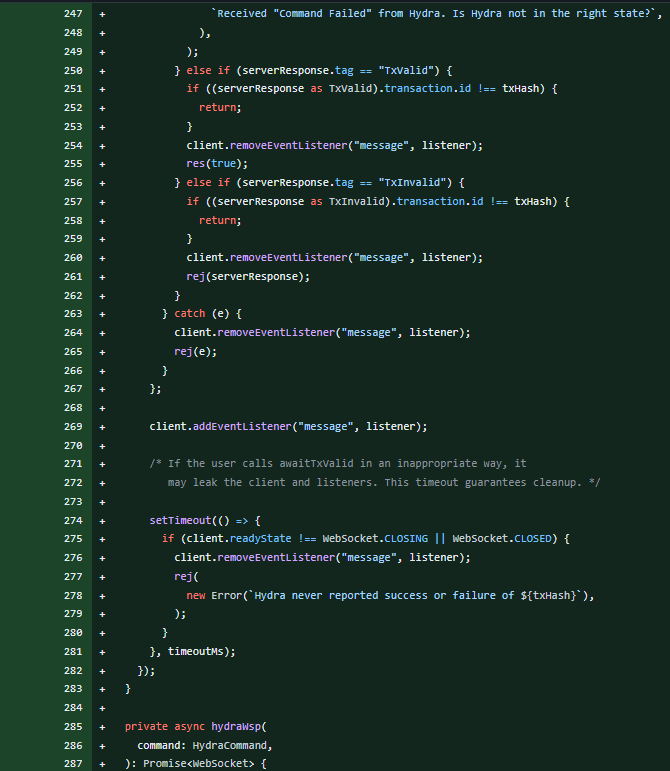 247 + `Received "Command Failed" from Hydra. Is Hydra not in the right state?`,
248 + ),
249 + );
250 + } else if (serverResponse.tag == "TxValid") {
251 + if ((serverResponse as TxValid).transaction.id !== txHash) {
252 + return;
253 + }
254 + client.removeEventListener("message", listener);
255 + res(true);
256 + } else if (serverResponse.tag == "TxInvalid") {
257 + if ((serverResponse as TxInvalid).transaction.id !== txHash) {
258 + return;
259 + }
260 + client.removeEventListener("message", listener);
261 + rej(serverResponse);
262 + }
263 + } catch (e) {
264 + client.removeEventListener("message", listener);
265 + rej(e);
266 + }
267 + };
268 +
269 + client.addEventListener("message", listener);
270 +
271 + /* If the user calls awaitTxValid in an inappropriate way, it
272 + may leak the client and listeners. This timeout guarantees cleanup. */
273 +
274 + setTimeout(() => {
275 + if (client.readyState !== WebSocket.CLOSING || WebSocket.CLOSED) {
276 + client.removeEventListener("message", listener);
277 + rej(
278 + new Error(`Hydra never reported success or failure of ${txHash}`),
279 + );
280 + }
281 + }, timeoutMs);
282 + });
283 + }
284 +
285 + private async hydraWsp(
286 + command: HydraCommand,
287 + ): Promise<WebSocket> {